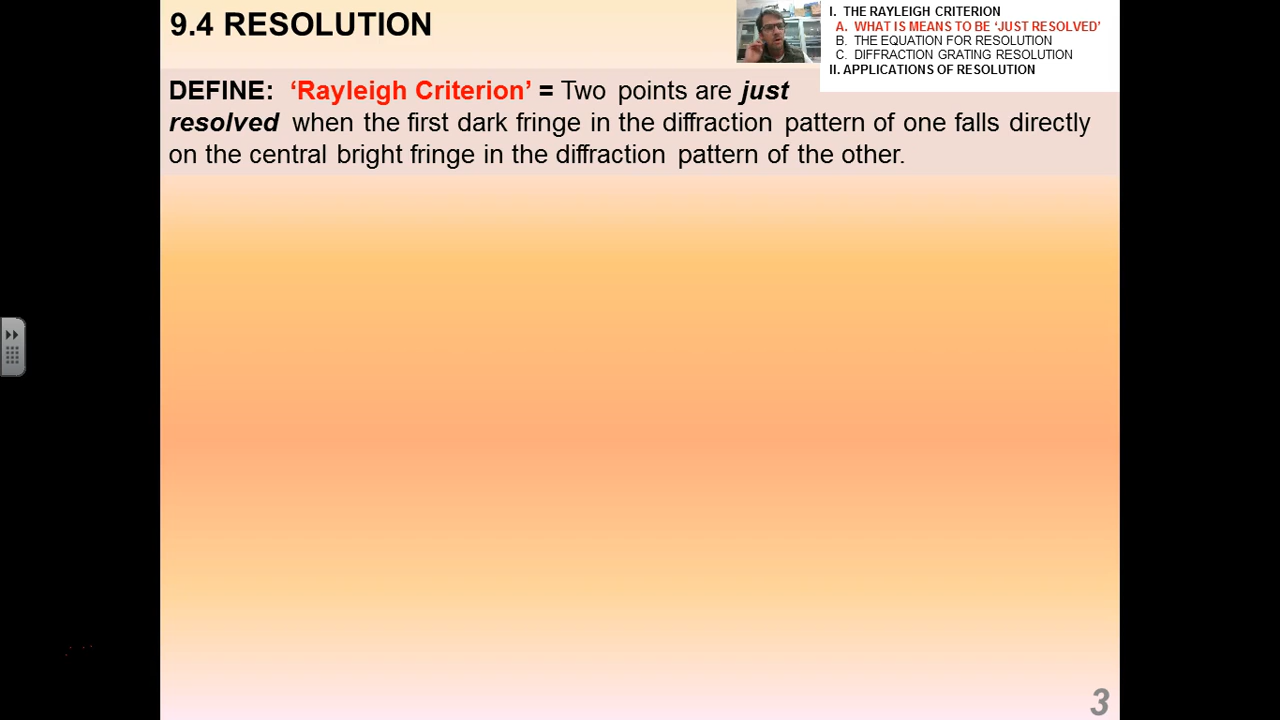 9.4 RESOLUTION
I. THE RAYLEIGH CRITERION
A. WHAT IS MEANS TO BE ‘JUST RESOLVED’
B. THE EQUATION FOR RESOLUTION
C. DIFFRACTION GRATING RESOLUTION
II. APPLICATIONS OF RESOLUTION
DEFINE: ‘Rayleigh Criterion’ = Two points are just
resolved when the first dark fringe in the diffraction pattern of one falls directly
on the central bright fringe in the diffraction pattern of the other.
3